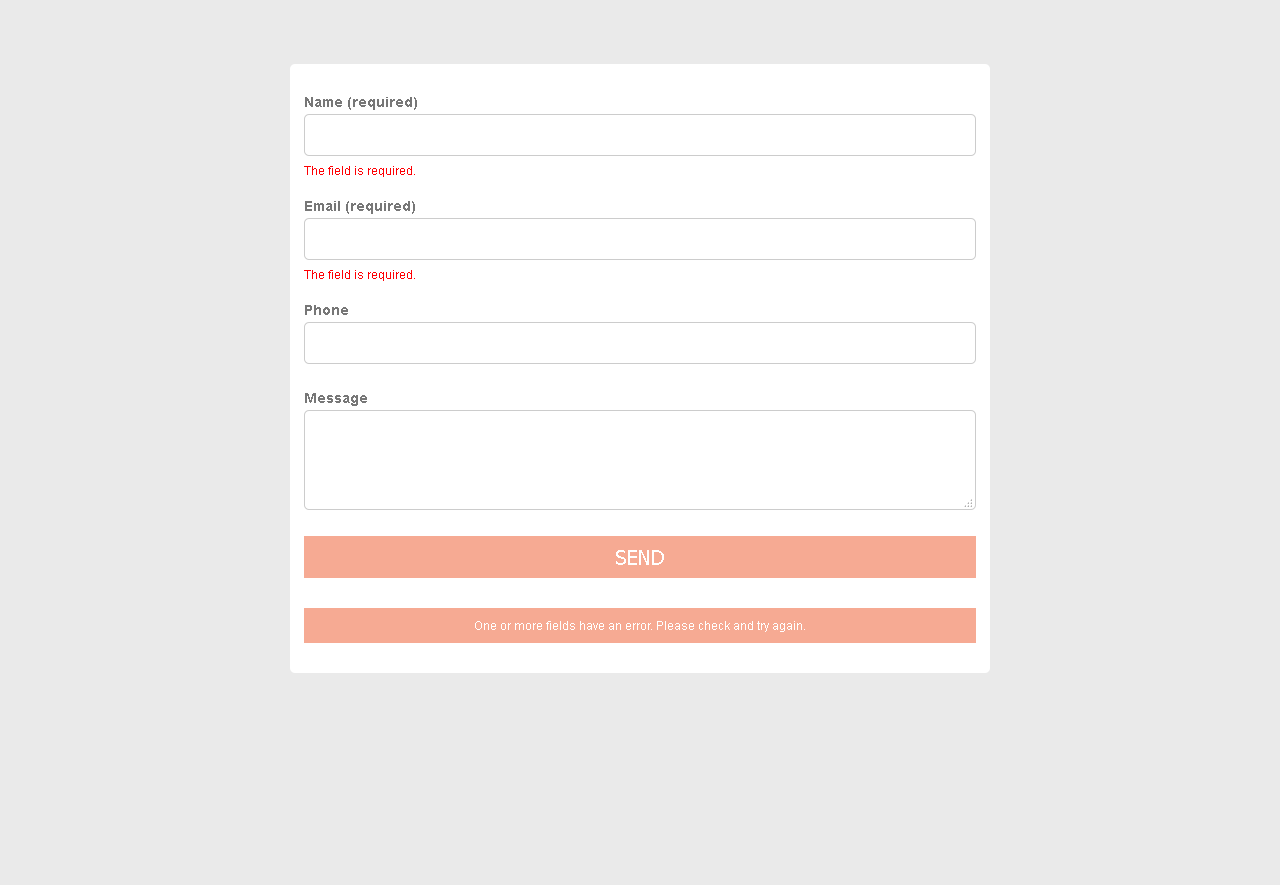 Name (required)
The field is required.
Email (required)
The field is required.
Phone
Message
SEND
One or more fields have an error. Please check and try again.